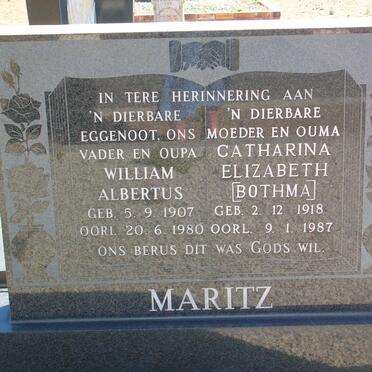 IN TERE HERINNERING AAN
'N DIERBARE 'N DIERBARE
EGGENOOT, ONS MOEDER EN OUMA
VADER EN OUPA CATHARINA
WILLIAM ELIZABETH
ALBERTUS [BOTHMA]
GEB. 5. 9. 1907 GEB. 2. 12. 1918
OORL. 20. 6. 1980 OORL. 9. 1. 1987
ONS BERUS DIT WAS GODS WIL.
MARITZ